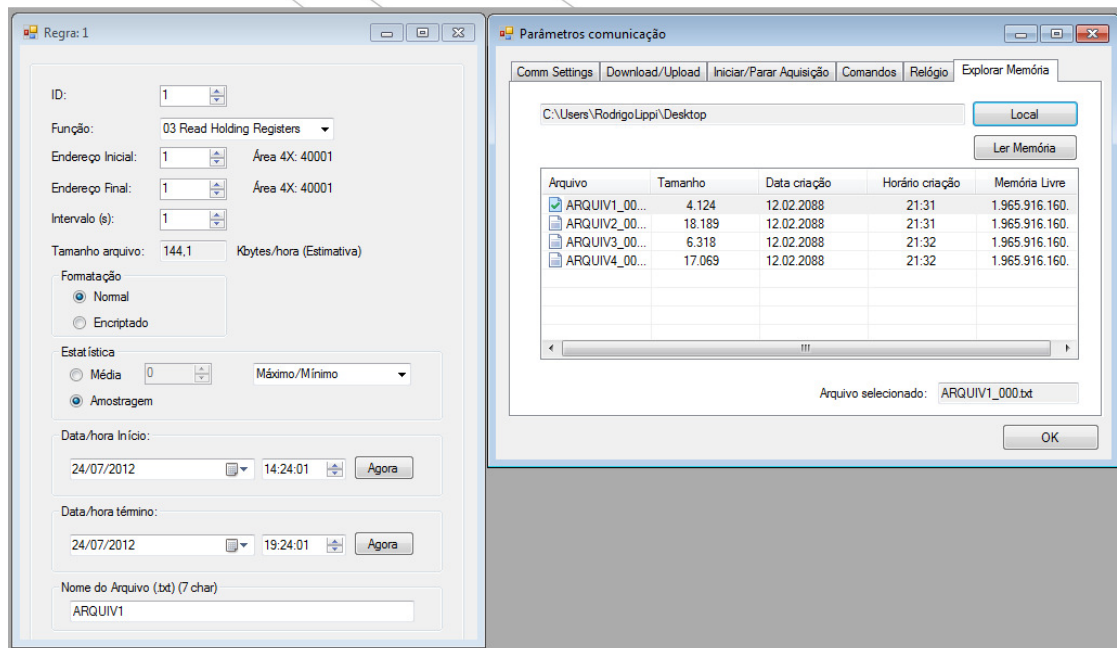 Regra: 1
ID: 1
Função: 03 Read Holding Registers
Endereço Inicial: 1 Área 4X: 40001
Endereço Final: 1 Área 4X: 40001
Intervalo (s): 1
Tamanho arquivo: 144,1 Kbytes/hora (Estimativa)
Formatação
Normal
Encriptado
Estatística
Média 0 Máximo/Mínimo
Amostragem
Data/hora Início:
24/07/2012 14:24:01 Agora
Data/hora término:
24/07/2012 19:24:01 Agora
Nome do Arquivo (.txt) (7 char)
ARQUIV1
Parâmetros comunicação
Comm Settings Download/Upload Iniciar/Parar Aquisição Comandos Relógio Explorar Memória
C:\Users\RodrigoLippi\Desktop Local
Ler Memória
Arquivo Tamanho Data criação Horário criação Memória Livre
ARQUIV1_00... 4.124 12.02.2088 21:31 1.965.916.160.
ARQUIV2_00... 18.189 12.02.2088 21:31 1.965.916.160.
ARQUIV3_00... 6.318 12.02.2088 21:32 1.965.916.160.
ARQUIV4_00... 17.069 12.02.2088 21:32 1.965.916.160.
Arquivo selecionado: ARQUIV1_000.txt
OK